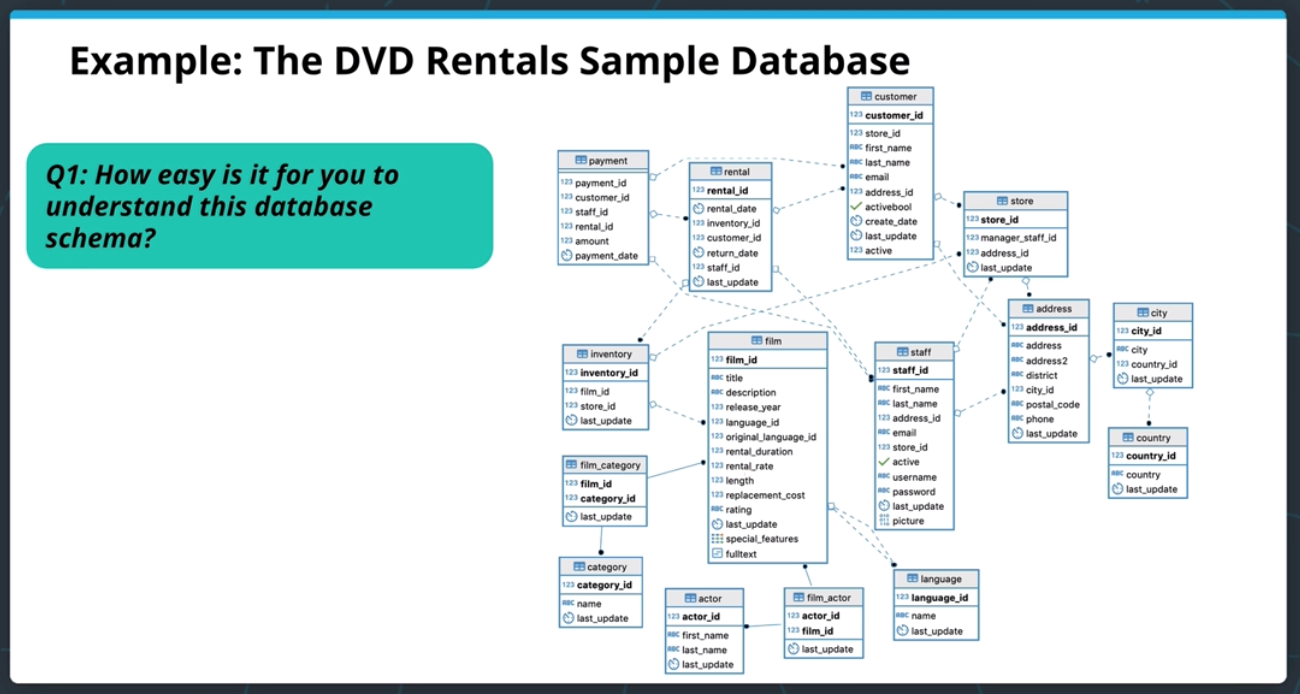 Example: The DVD Rentals Sample Database
Q1: How easy is it for you to
understand this database
schema?
payment
123 payment_id
123 customer_id
123 staff_id
123 rental_id
123 amount
payment_date
rental
123 rental_id
rental_date
123 inventory_id
123 customer_id
return_date
123 staff_id
last_update
customer
123 customer_id
123 store_id
ABC first_name
ABC last_name
ABC email
123 address_id
activebool
create_date
last_update
123 active
store
123 store_id
123 manager_staff_id
123 address_id
last_update
address
123 address_id
ABC address
ABC address2
ABC district
123 city_id
ABC postal_code
ABC phone
last_update
city
123 city_id
ABC city
123 country_id
last_update
country
123 country_id
ABC country
last_update
inventory
123 inventory_id
123 film_id
123 store_id
last_update
film
123 film_id
ABC title
ABC description
123 release_year
123 language_id
123 original_language_id
123 rental_duration
123 rental_rate
123 length
123 replacement_cost
ABC rating
last_update
special_features
fulltext
staff
123 staff_id
ABC first_name
ABC last_name
123 address_id
ABC email
123 store_id
active
ABC username
ABC password
last_update
picture
film_category
123 film_id
123 category_id
last_update
category
123 category_id
ABC name
last_update
actor
123 actor_id
ABC first_name
ABC last_name
last_update
film_actor
123 actor_id
123 film_id
last_update
language
123 language_id
ABC name
last_update